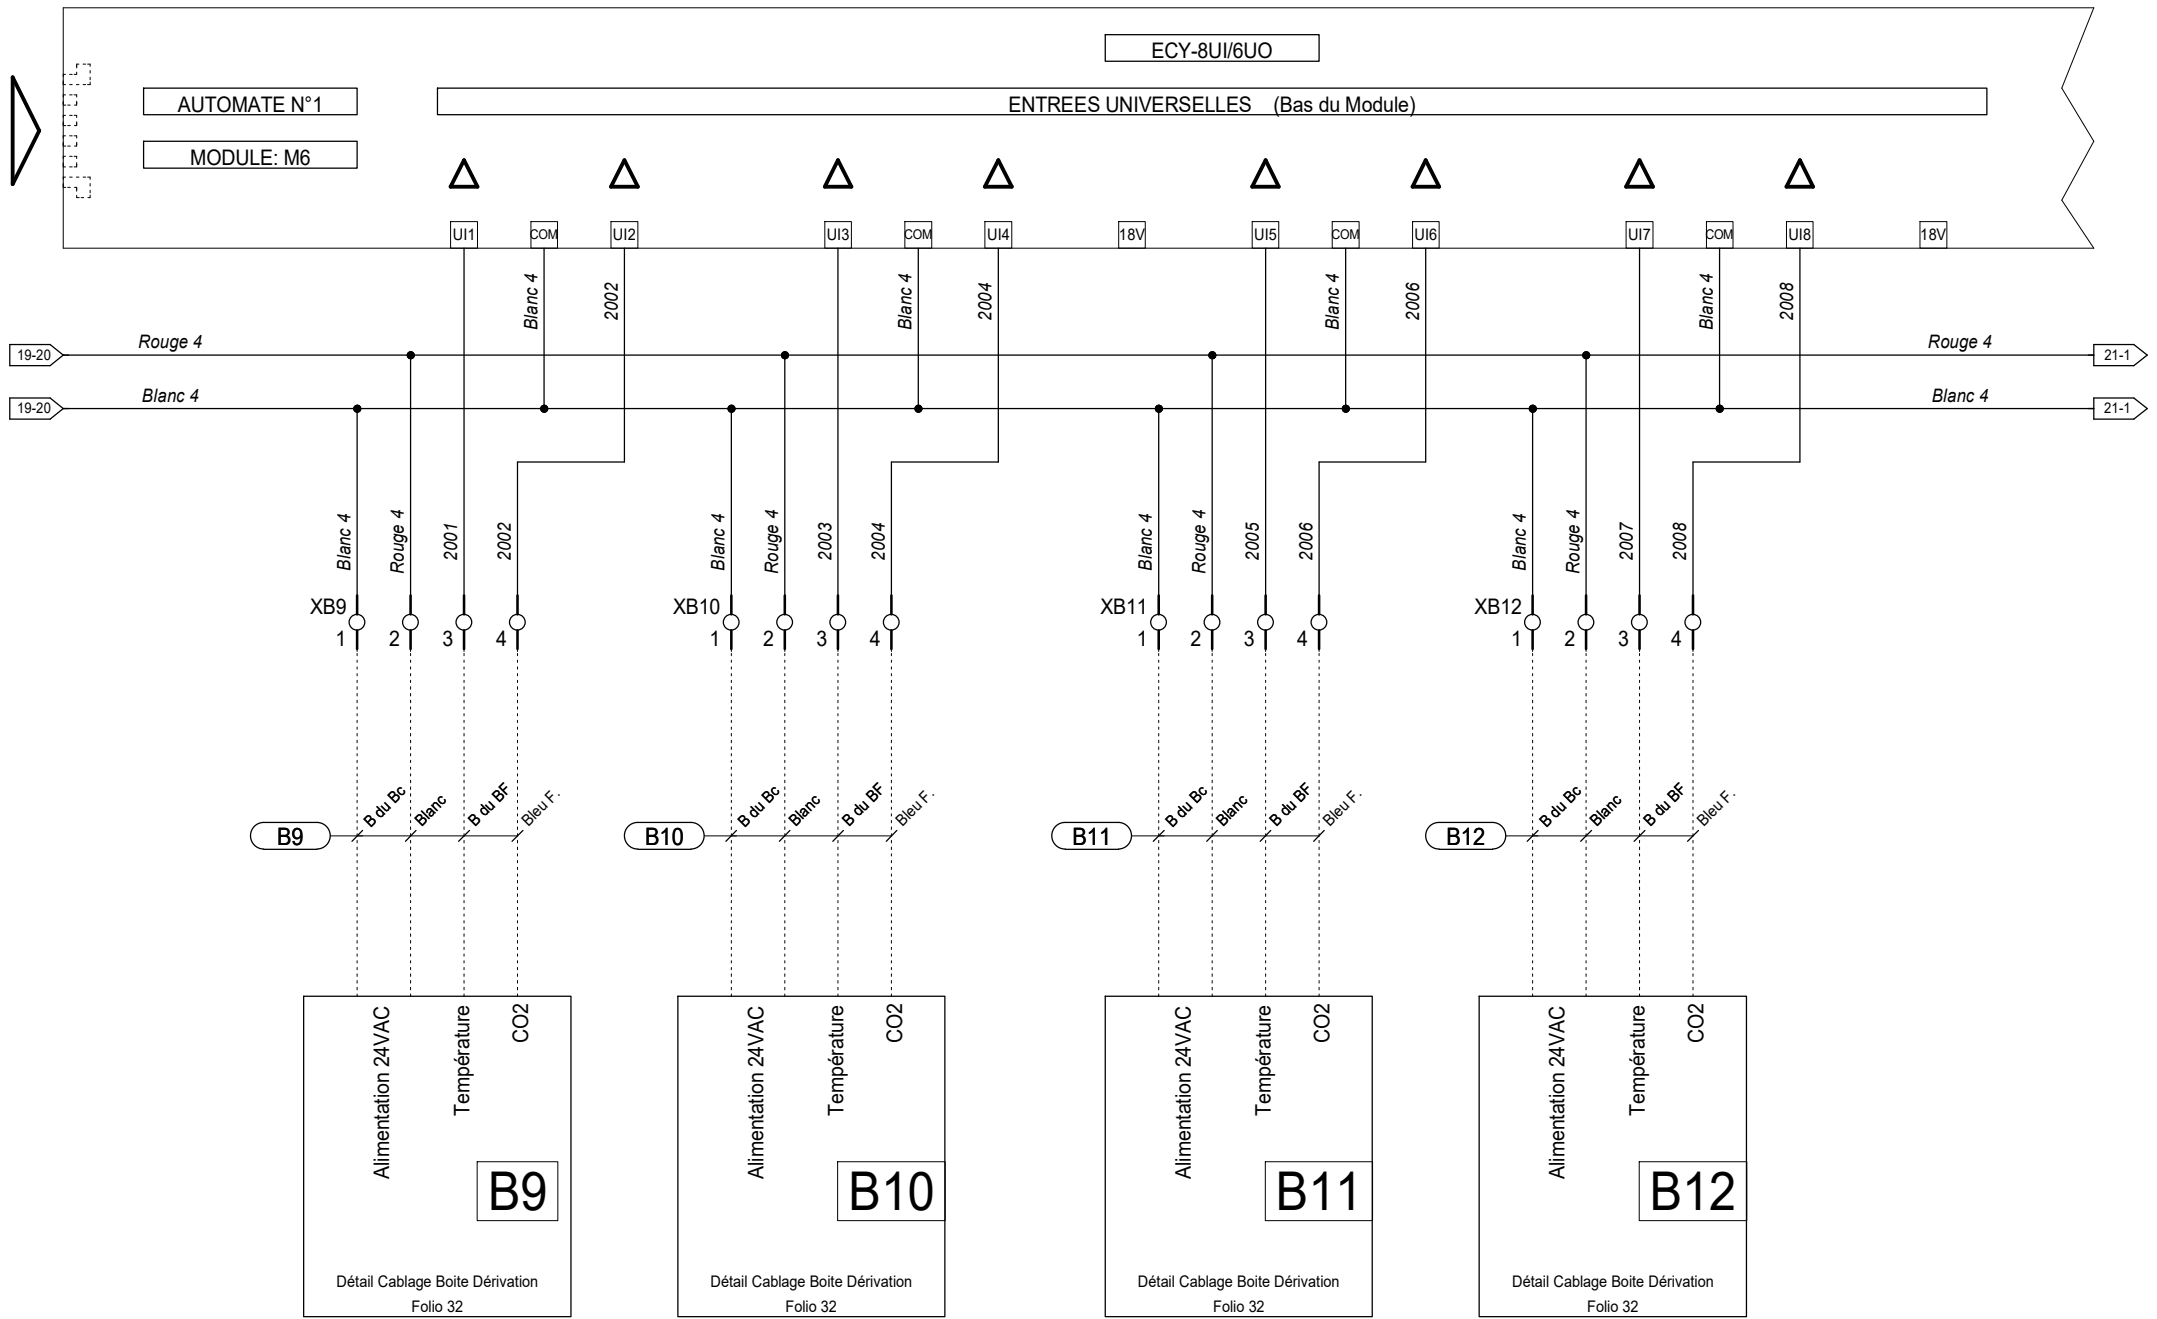 ECY-8UI/6UO
AUTOMATE N°1
ENTREES UNIVERSELLES (Bas du Module)
MODULE: M6
UI1
COM
UI2
UI3
COM
UI4
18V
UI5
COM
UI6
UI7
COM
UI8
18V
Blanc 4
2002
Blanc 4
2004
Blanc 4
2006
Blanc 4
2008
19-20
Rouge 4
Rouge 4
21-1
19-20
Blanc 4
Blanc 4
21-1
Blanc 4
Rouge 4
2001
2002
Blanc 4
Rouge 4
2003
2004
Blanc 4
Rouge 4
2005
2006
Blanc 4
Rouge 4
2007
2008
XB9
1
2
3
4
XB10
1
2
3
4
XB11
1
2
3
4
XB12
1
2
3
4
B9
B du Bc
Blanc
B du BF
Bleu F.
B10
B du Bc
Blanc
B du BF
Bleu F.
B11
B du Bc
Blanc
B du BF
Bleu F.
B12
B du Bc
Blanc
B du BF
Bleu F.
Alimentation 24VAC
Température
CO2
B9
Détail Cablage Boite Dérivation
Folio 32
Alimentation 24VAC
Température
CO2
B10
Détail Cablage Boite Dérivation
Folio 32
Alimentation 24VAC
Température
CO2
B11
Détail Cablage Boite Dérivation
Folio 32
Alimentation 24VAC
Température
CO2
B12
Détail Cablage Boite Dérivation
Folio 32